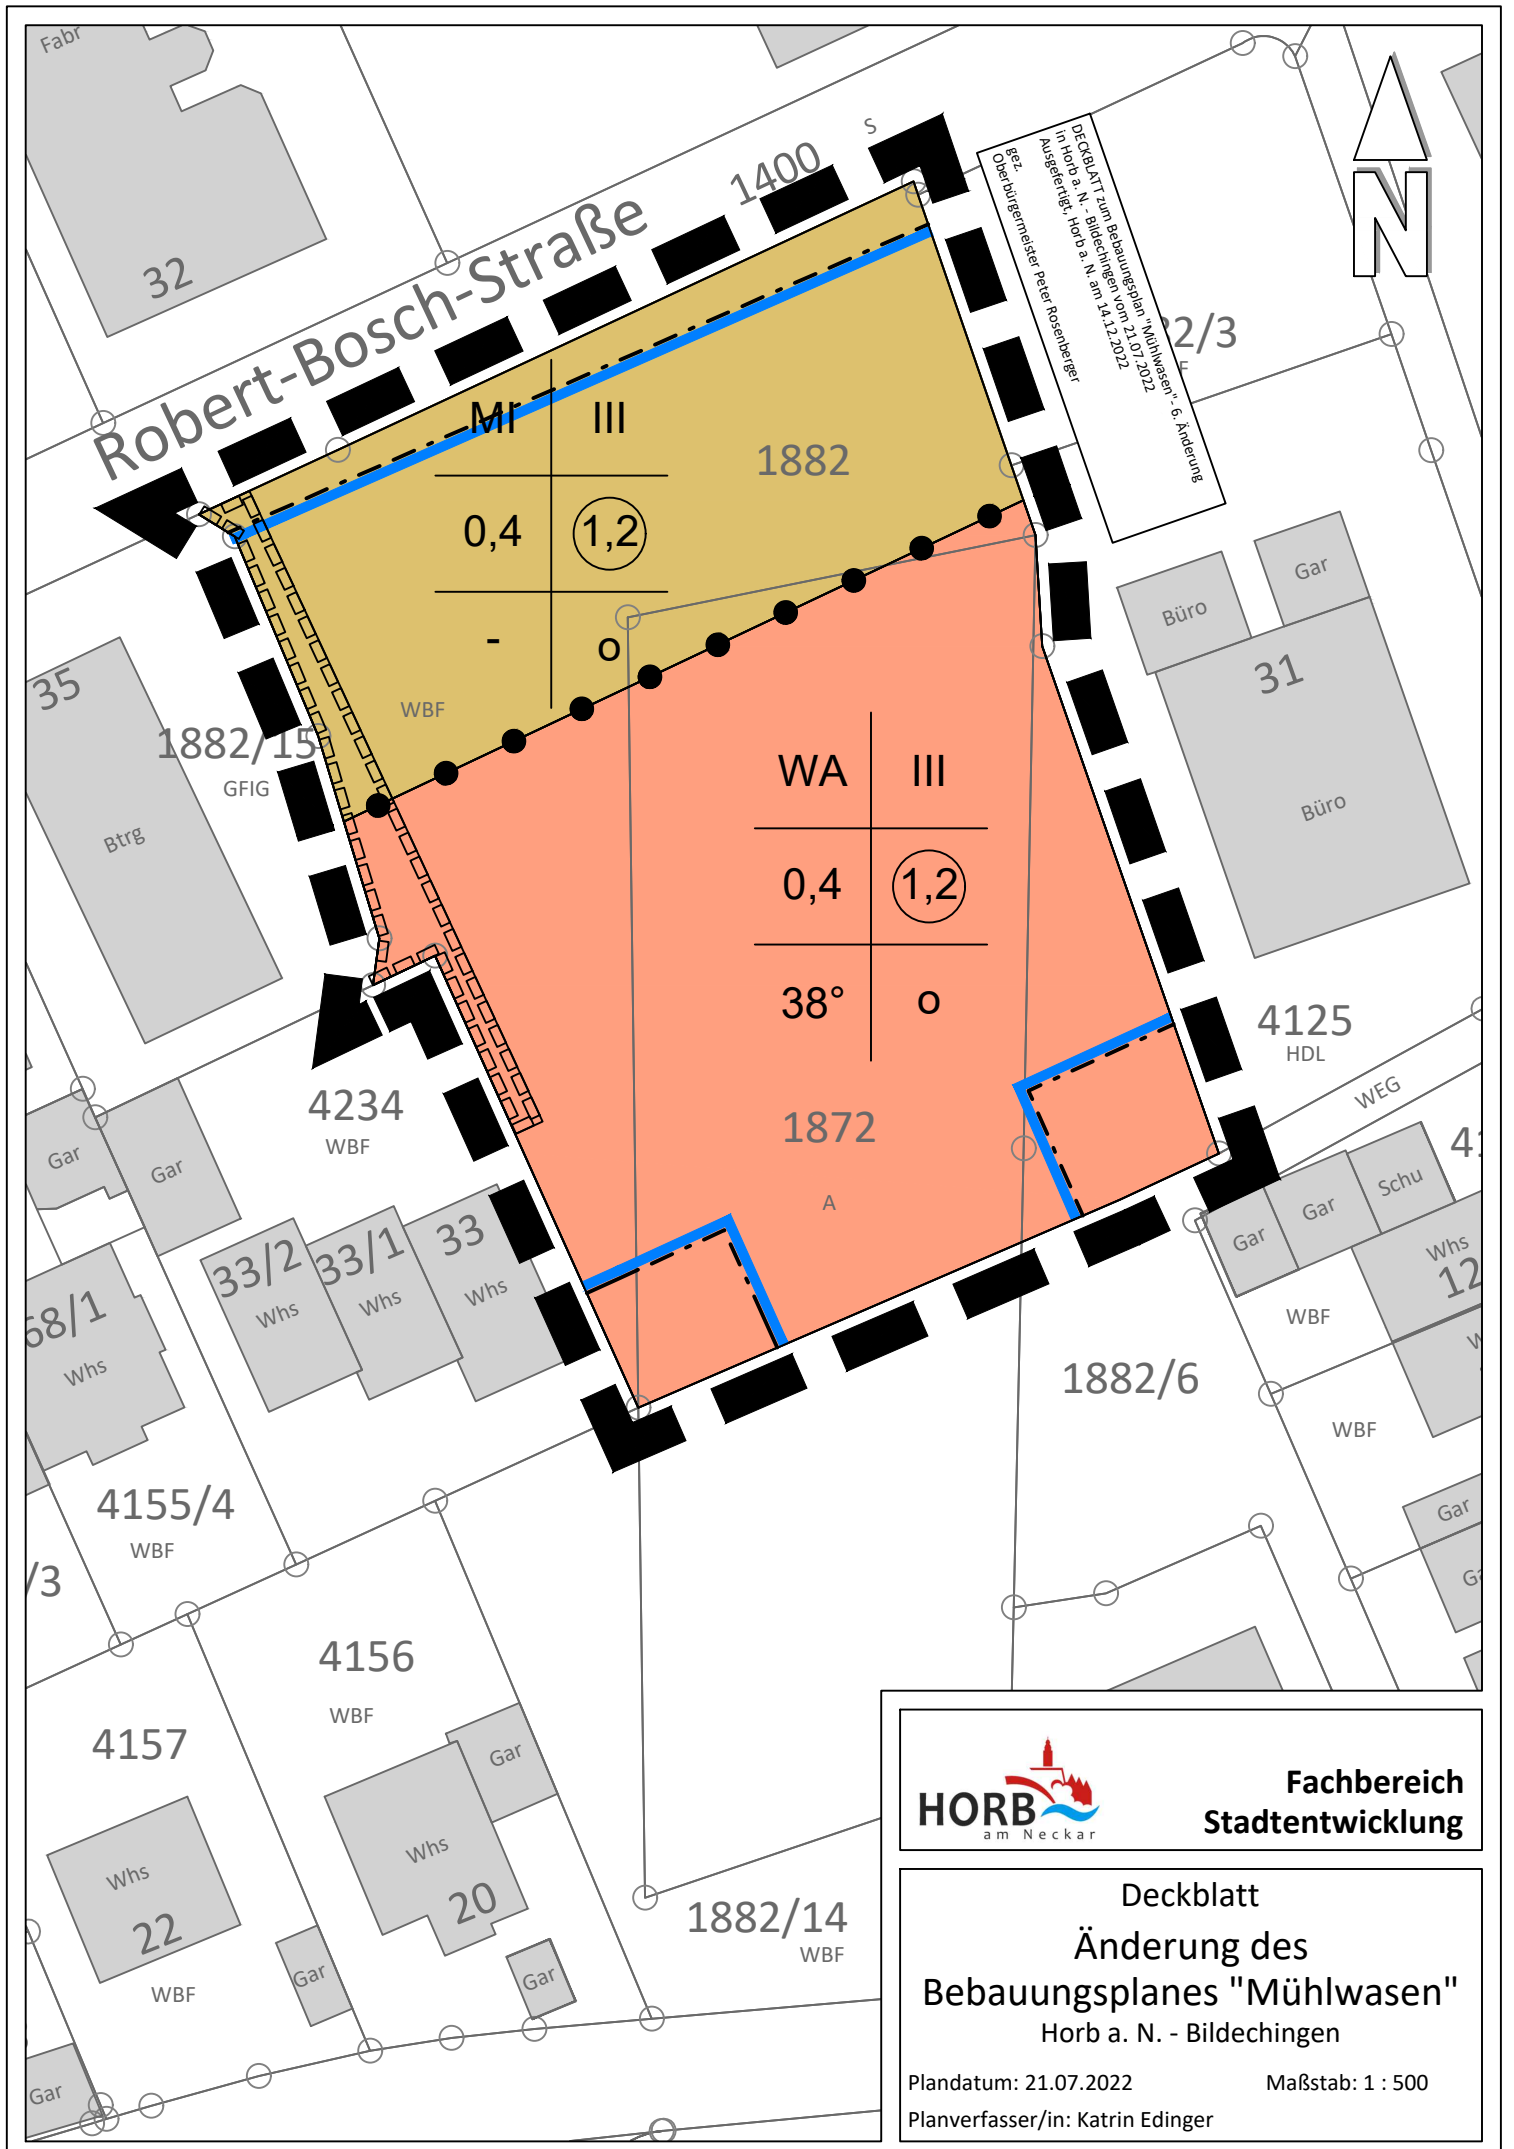 Fabr
32
Robert-Bosch-Straße
1400
S
DECKBLATT zum Bebauungsplan "Mühlwasen"- 6. Änderung
in Horb a. N. - Bildechingen vom 21.07.2022
Ausgefertigt, Horb a. N. am 14.12.2022
gez.
Oberbürgermeister Peter Rosenberger
N
2/3
MI III
0,4 1,2
- o
1882
WBF
35
1882/15
GFIG
Btrg
Büro
Gar
31
Büro
WA III
0,4 1,2
38° o
1872
A
4125
HDL
WEG
4234
WBF
Gar
Gar
33/2
Whs
33/1
Whs
33
Whs
68/1
Whs
Gar
Gar
Schu
Whs
12
WBF
WBF
1882/6
Gar
4155/4
WBF
/3
4156
WBF
4157
Gar
Whs
20
Whs
22
WBF
Gar
Gar
Gar
1882/14
WBF
HORB
am Neckar
Fachbereich
Stadtentwicklung
Deckblatt
Änderung des
Bebauungsplanes "Mühlwasen"
Horb a. N. - Bildechingen
Plandatum: 21.07.2022 Maßstab: 1 : 500
Planverfasser/in: Katrin Edinger